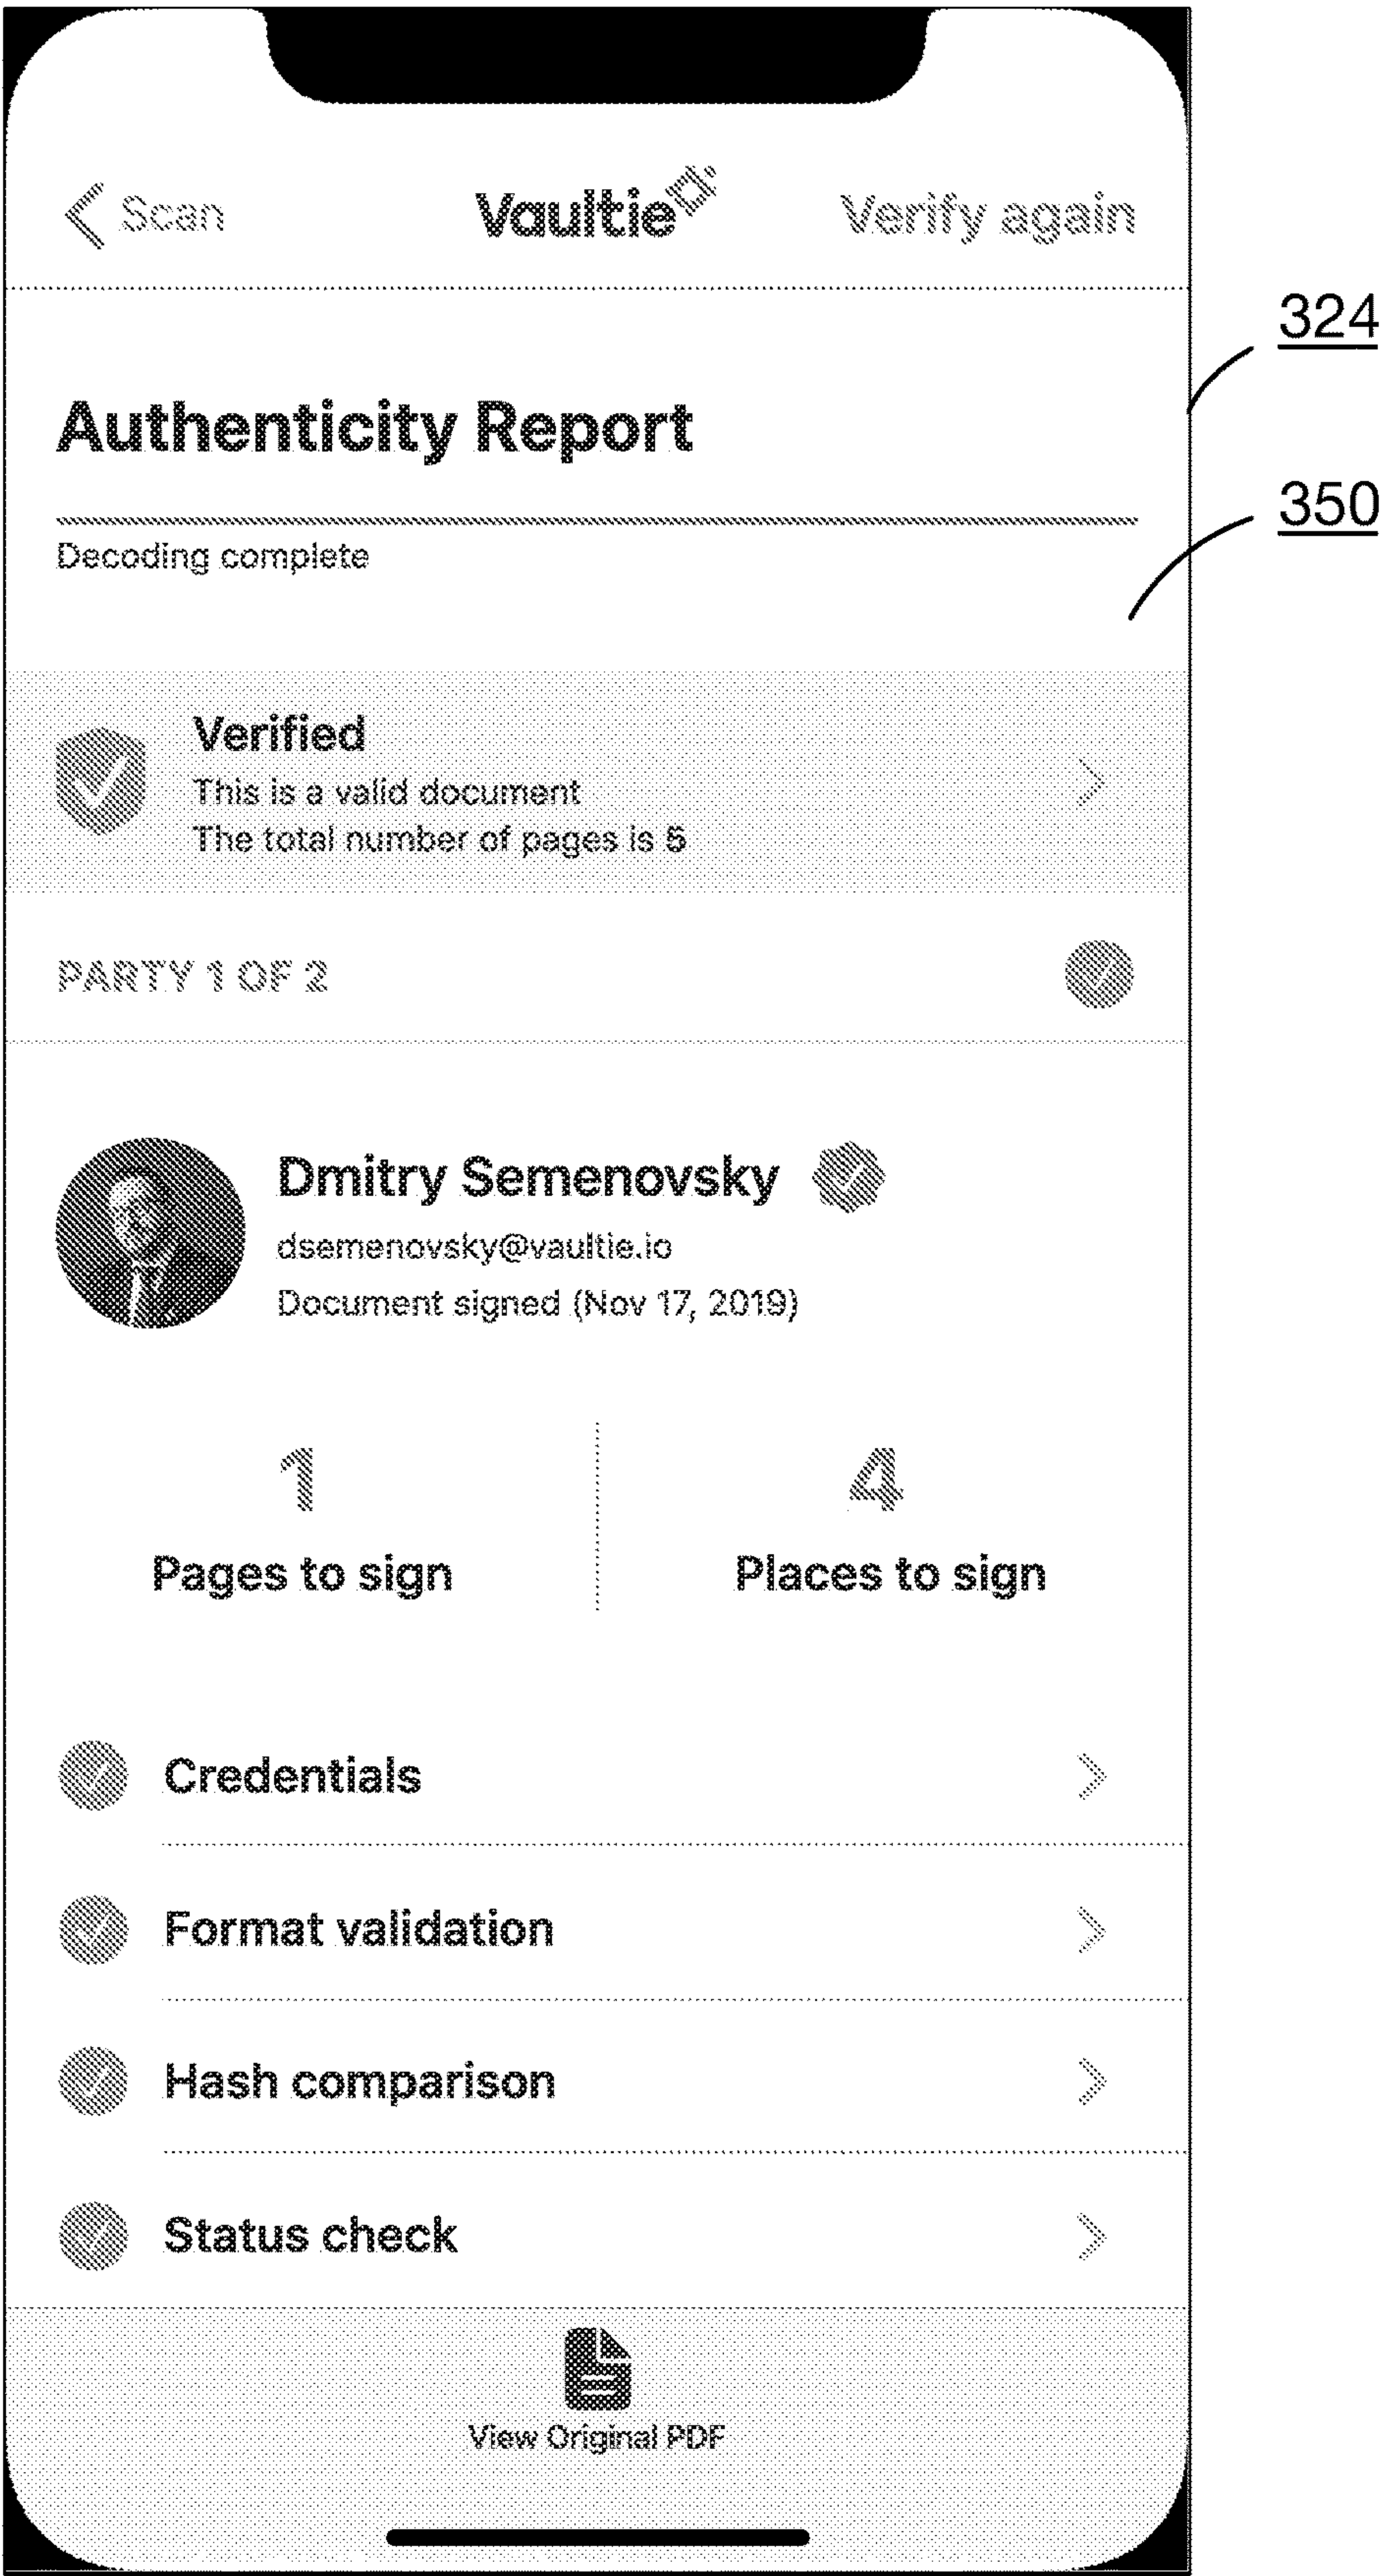 Scan Vaultie Verify again
324
Authenticity Report
350
Decoding complete
Verified
This is a valid document
The total number of pages is 5
PARTY 1 OF 2
Dmitry Semenovsky
dsemenovsky@vaultie.io
Document signed (Nov 17, 2019)
1 4
Pages to sign Places to sign
Credentials
Format validation
Hash comparison
Status check
View Original PDF